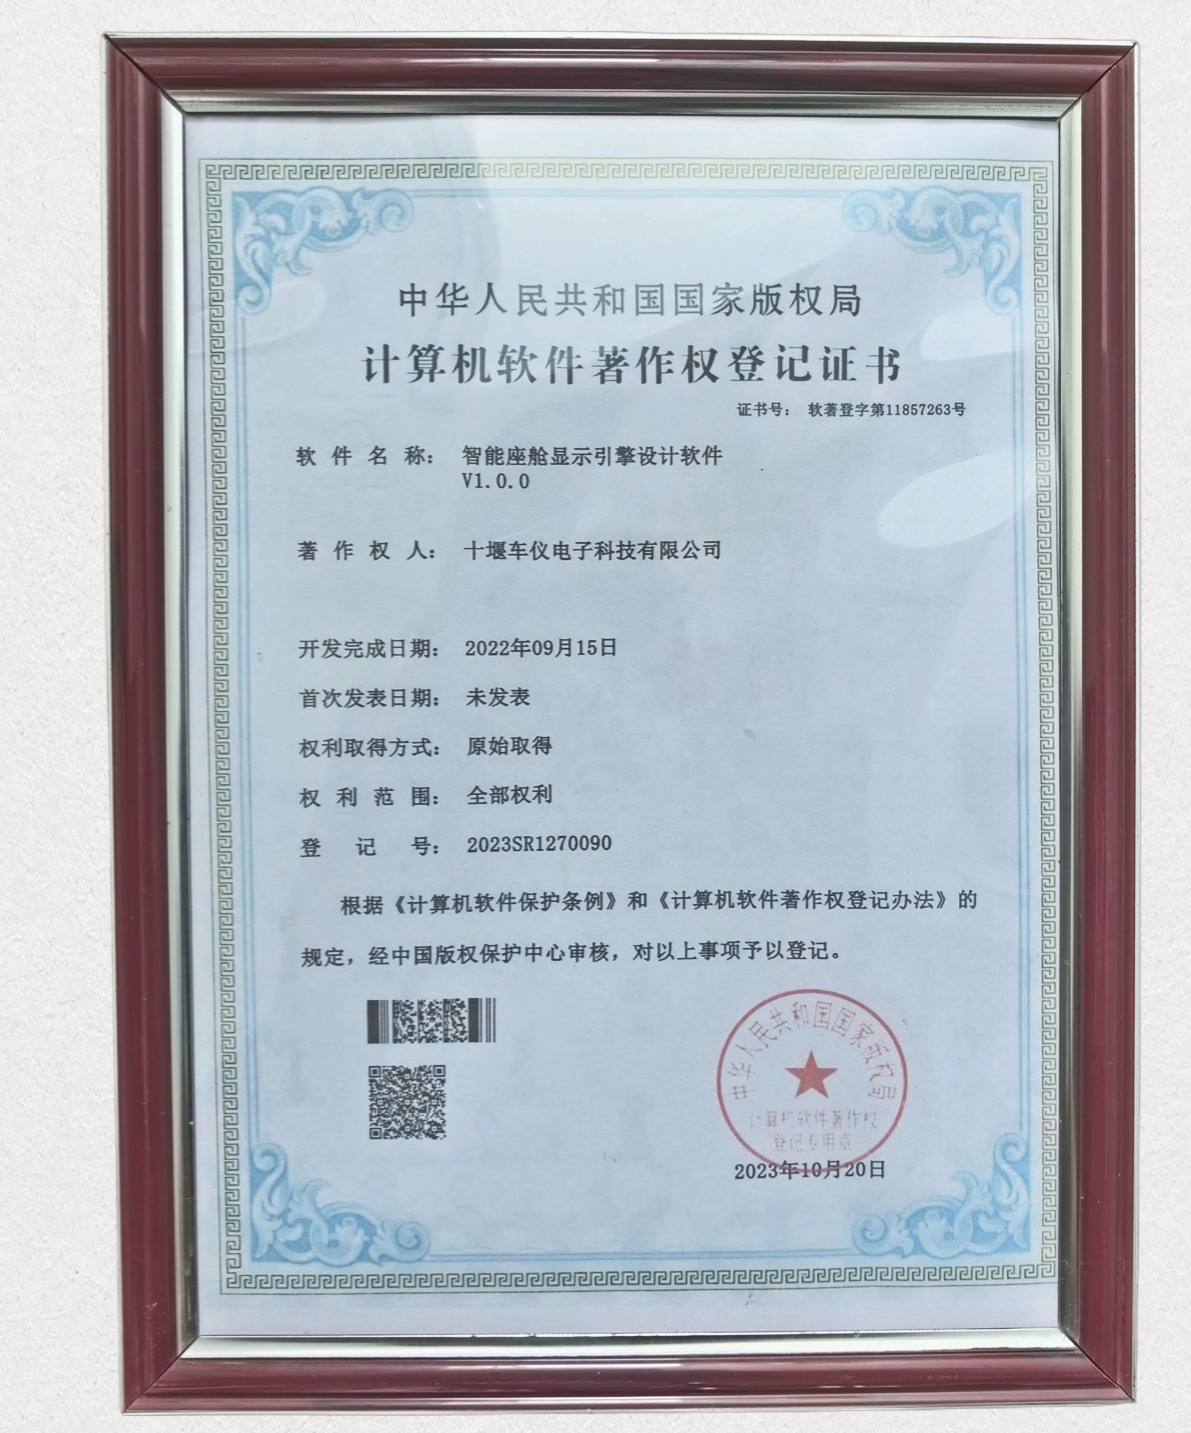 中华人民共和国国家版权局
计算机软件著作权登记证书
证书号： 软著登字第11857263号
软件名称： 智能座舱显示引擎设计软件
V1.0.0
著作权人： 十堰车仪电子科技有限公司
开发完成日期： 2022年09月15日
首次发表日期： 未发表
权利取得方式： 原始取得
权利范围： 全部权利
登记号： 2023SR1270090
根据《计算机软件保护条例》和《计算机软件著作权登记办法》的
规定，经中国版权保护中心审核，对以上事项予以登记。
中华人民共和国国家版权局
计算机软件著作权
登记专用章
2023年10月20日